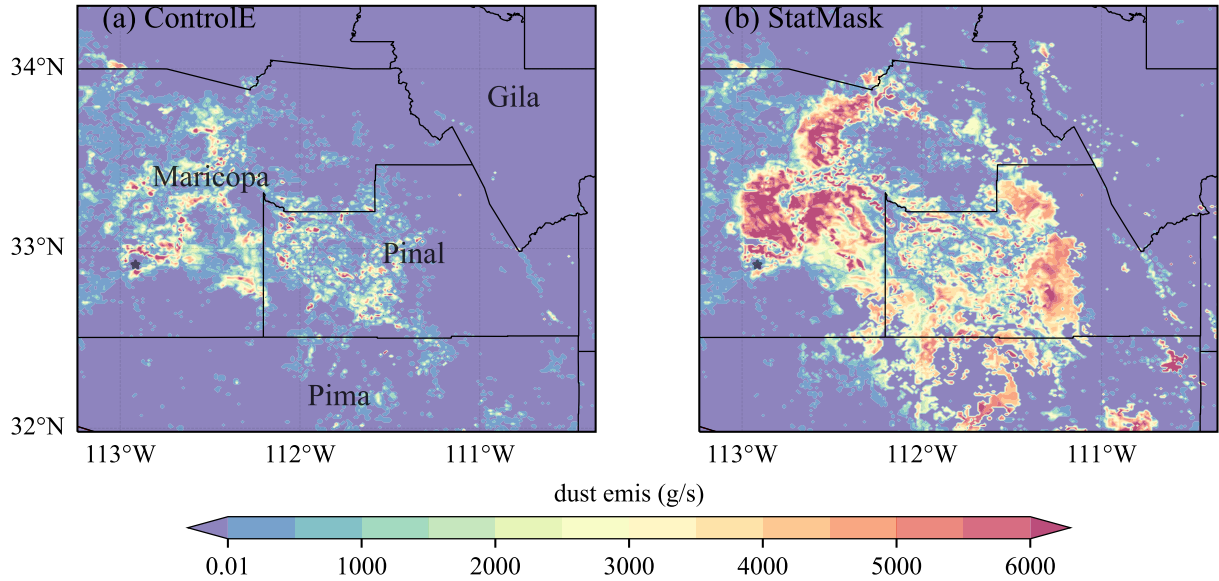 (a) ControlE
(b) StatMask
34°N
33°N
32°N
Gila
Maricopa
Pinal
Pima
113°W 112°W 111°W
113°W 112°W 111°W
dust emis (g/s)
0.01 1000 2000 3000 4000 5000 6000